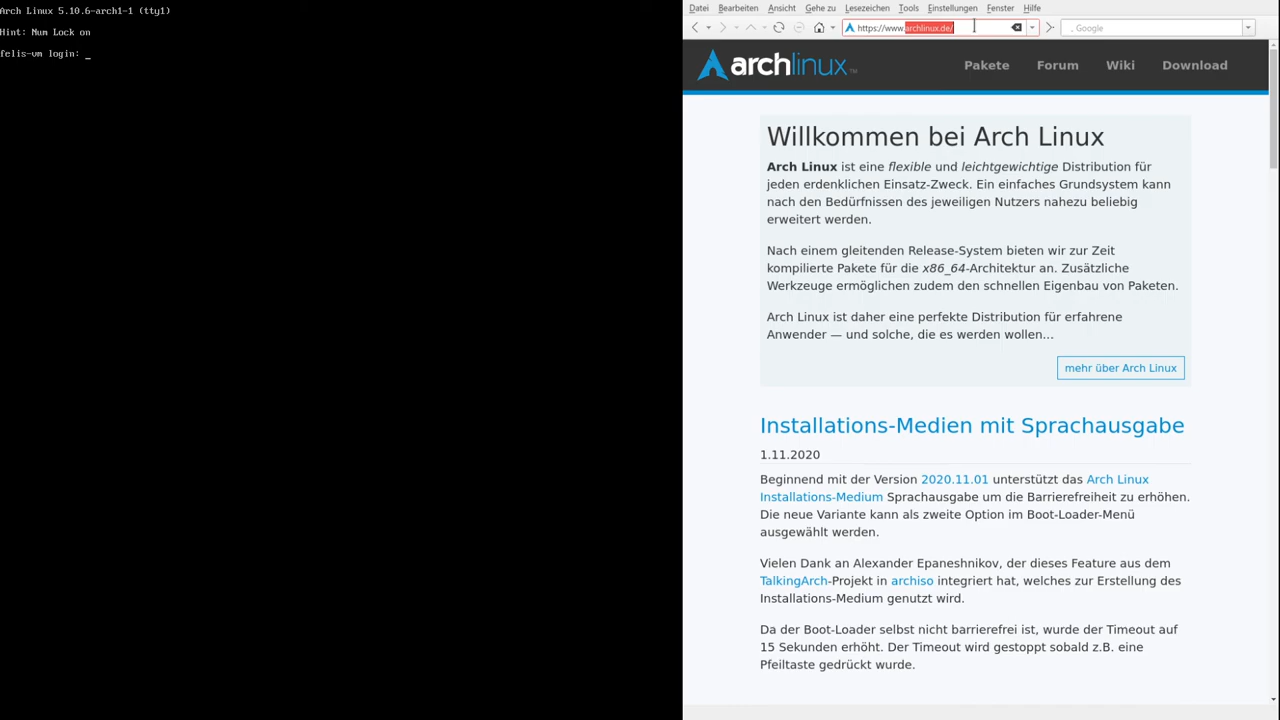 Arch Linux 5.10.6-arch1-1 (tty1)
Hint: Num Lock on
felis-vm login: _
Datei Bearbeiten Ansicht Gehe zu Lesezeichen Tools Einstellungen Fenster Hilfe
https://www.archlinux.de/
Google
archlinux™
Pakete Forum Wiki Download
Willkommen bei Arch Linux
Arch Linux ist eine flexible und leichtgewichtige Distribution für
jeden erdenklichen Einsatz-Zweck. Ein einfaches Grundsystem kann
nach den Bedürfnissen des jeweiligen Nutzers nahezu beliebig
erweitert werden.
Nach einem gleitenden Release-System bieten wir zur Zeit
kompilierte Pakete für die x86_64-Architektur an. Zusätzliche
Werkzeuge ermöglichen zudem den schnellen Eigenbau von Paketen.
Arch Linux ist daher eine perfekte Distribution für erfahrene
Anwender — und solche, die es werden wollen...
mehr über Arch Linux
Installations-Medien mit Sprachausgabe
1.11.2020
Beginnend mit der Version 2020.11.01 unterstützt das Arch Linux
Installations-Medium Sprachausgabe um die Barrierefreiheit zu erhöhen.
Die neue Variante kann als zweite Option im Boot-Loader-Menü
ausgewählt werden.
Vielen Dank an Alexander Epaneshnikov, der dieses Feature aus dem
TalkingArch-Projekt in archiso integriert hat, welches zur Erstellung des
Installations-Medium genutzt wird.
Da der Boot-Loader selbst nicht barrierefrei ist, wurde der Timeout auf
15 Sekunden erhöht. Der Timeout wird gestoppt sobald z.B. eine
Pfeiltaste gedrückt wurde.